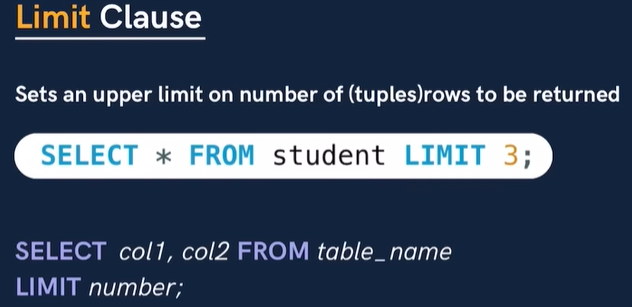 Limit Clause
Sets an upper limit on number of (tuples)rows to be returned
SELECT * FROM student LIMIT 3;
SELECT col1, col2 FROM table_name
LIMIT number;